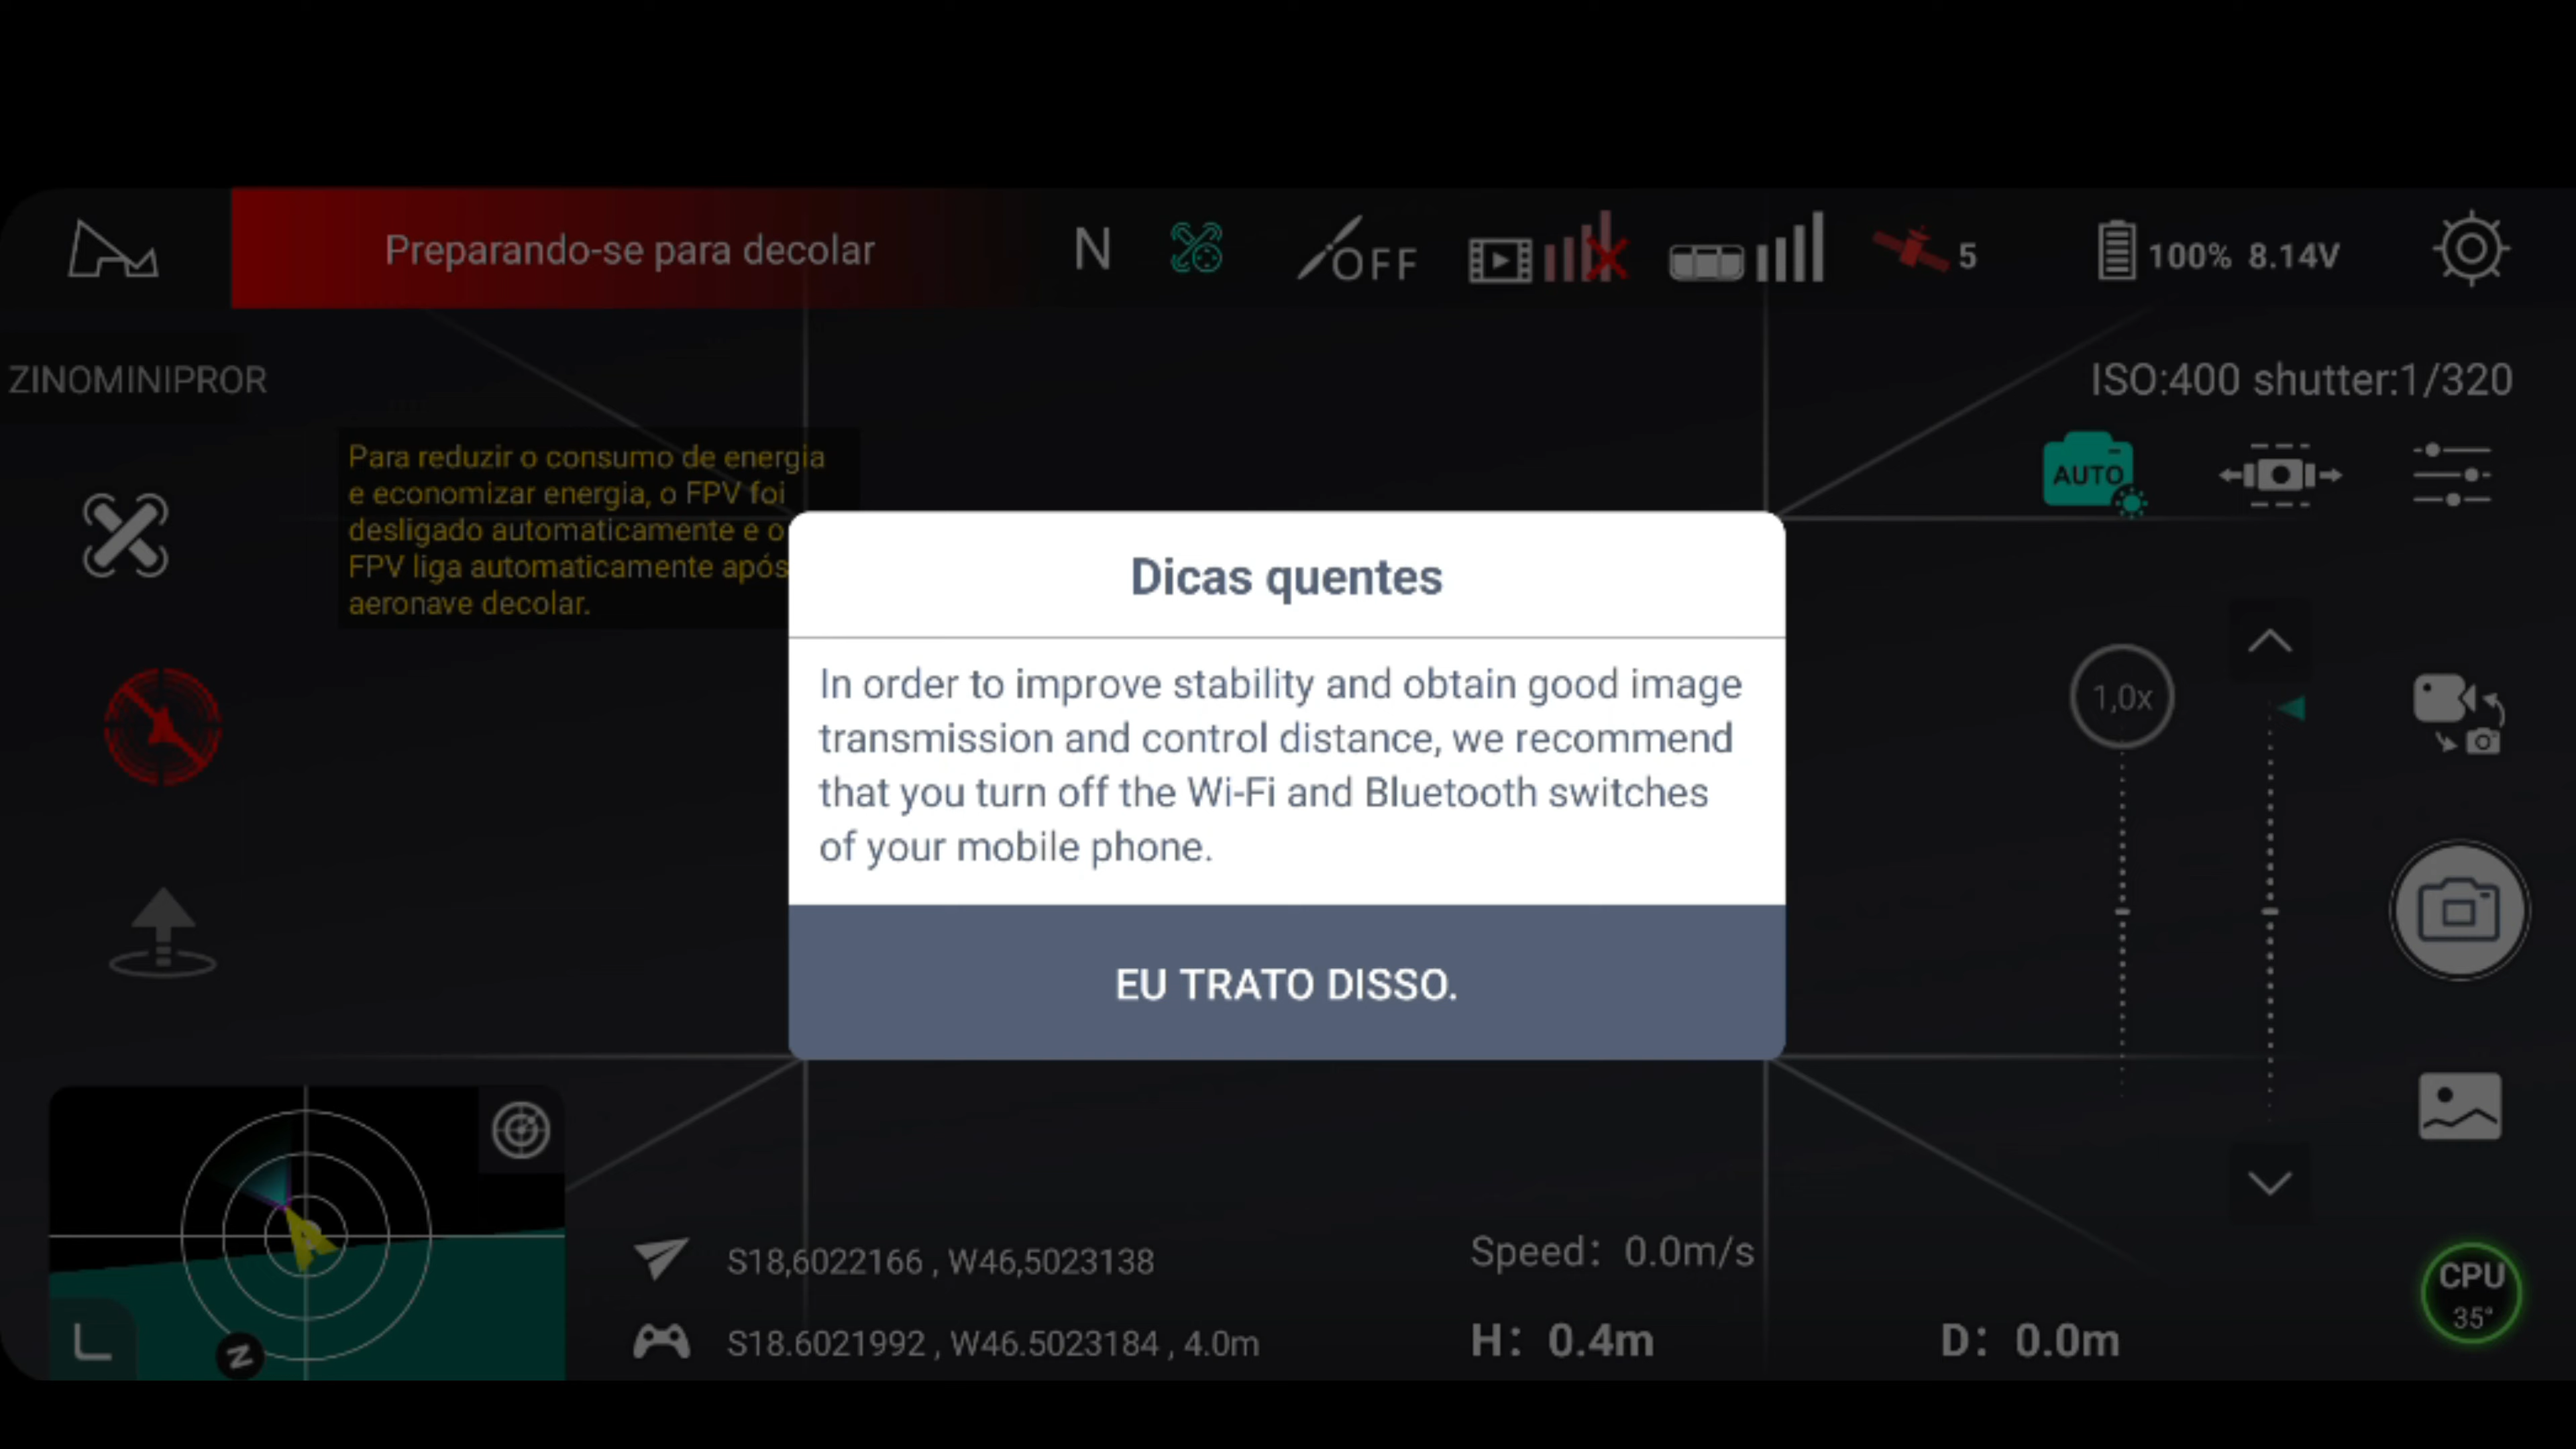 Preparando-se para decolar
N
OFF
5
100% 8.14V
ZINOMINIPROR
ISO:400 shutter:1/320
Para reduzir o consumo de energia
e economizar energia, o FPV foi
desligado automaticamente e o
FPV liga automaticamente após
aeronave decolar.
AUTO
Dicas quentes
In order to improve stability and obtain good image
transmission and control distance, we recommend
that you turn off the Wi-Fi and Bluetooth switches
of your mobile phone.
EU TRATO DISSO.
1,0x
S18,6022166 , W46,5023138
Speed: 0.0m/s
S18.6021992 , W46.5023184 , 4.0m
H: 0.4m
D: 0.0m
CPU
35°
N